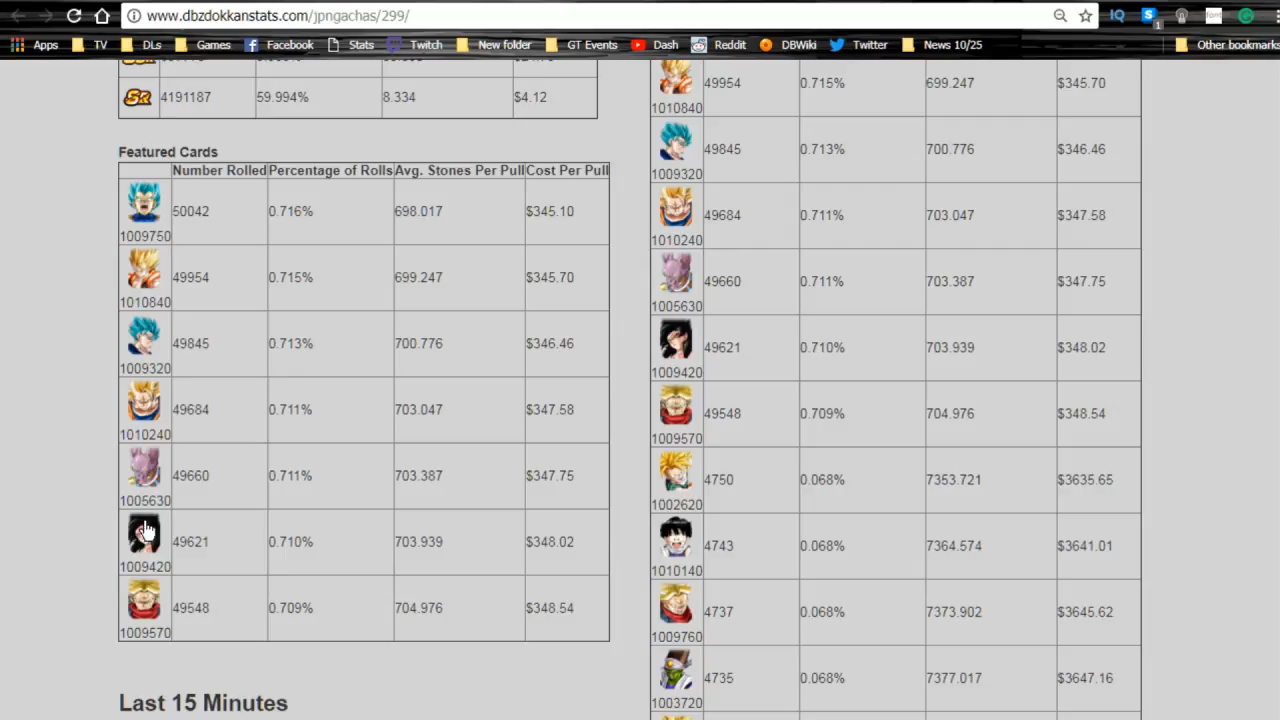 www.dbzdokkanstats.com/jpngachas/299/
Apps TV DLs Games Facebook Stats Twitch New folder GT Events Dash Reddit DBWiki Twitter News 10/25 Other bookmarks
SR 4191187 59.994% 8.334 $4.12
Featured Cards
Number Rolled Percentage of Rolls Avg. Stones Per Pull Cost Per Pull
50042 0.716% 698.017 $345.10
1009750
49954 0.715% 699.247 $345.70
1010840
49845 0.713% 700.776 $346.46
1009320
49684 0.711% 703.047 $347.58
1010240
49660 0.711% 703.387 $347.75
1005630
49621 0.710% 703.939 $348.02
1009420
49548 0.709% 704.976 $348.54
1009570
Last 15 Minutes
49954 0.715% 699.247 $345.70
1010840
49845 0.713% 700.776 $346.46
1009320
49684 0.711% 703.047 $347.58
1010240
49660 0.711% 703.387 $347.75
1005630
49621 0.710% 703.939 $348.02
1009420
49548 0.709% 704.976 $348.54
1009570
4750 0.068% 7353.721 $3635.65
1002620
4743 0.068% 7364.574 $3641.01
1010140
4737 0.068% 7373.902 $3645.62
1009760
4735 0.068% 7377.017 $3647.16
1003720